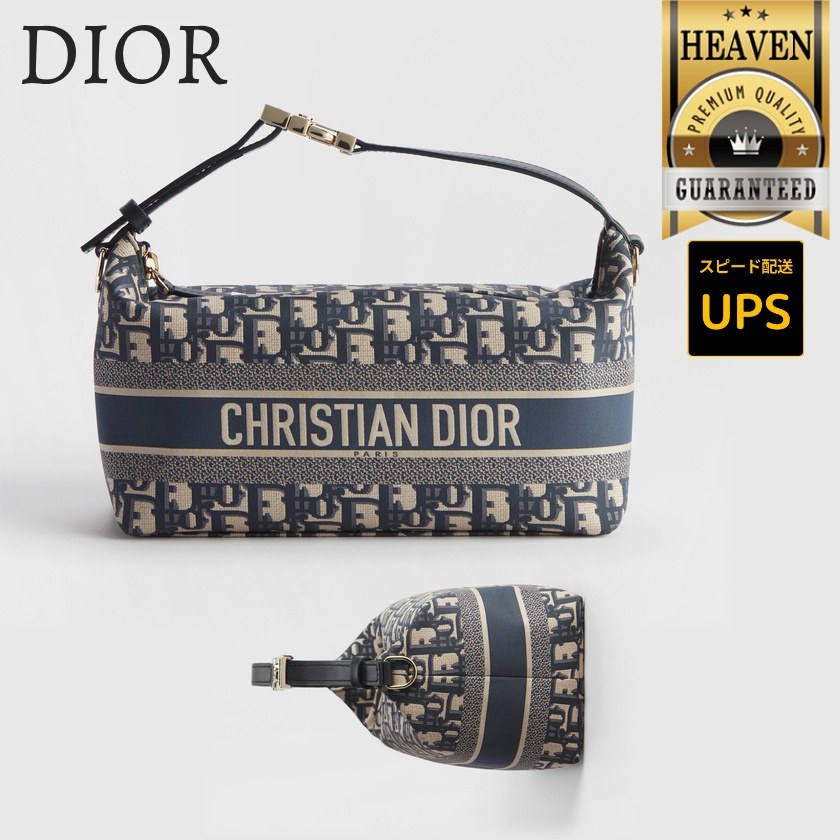 DIOR
HEAVEN
PREMIUM QUALITY
GUARANTEED
スピード配送
UPS
CHRISTIAN DIOR
PARIS